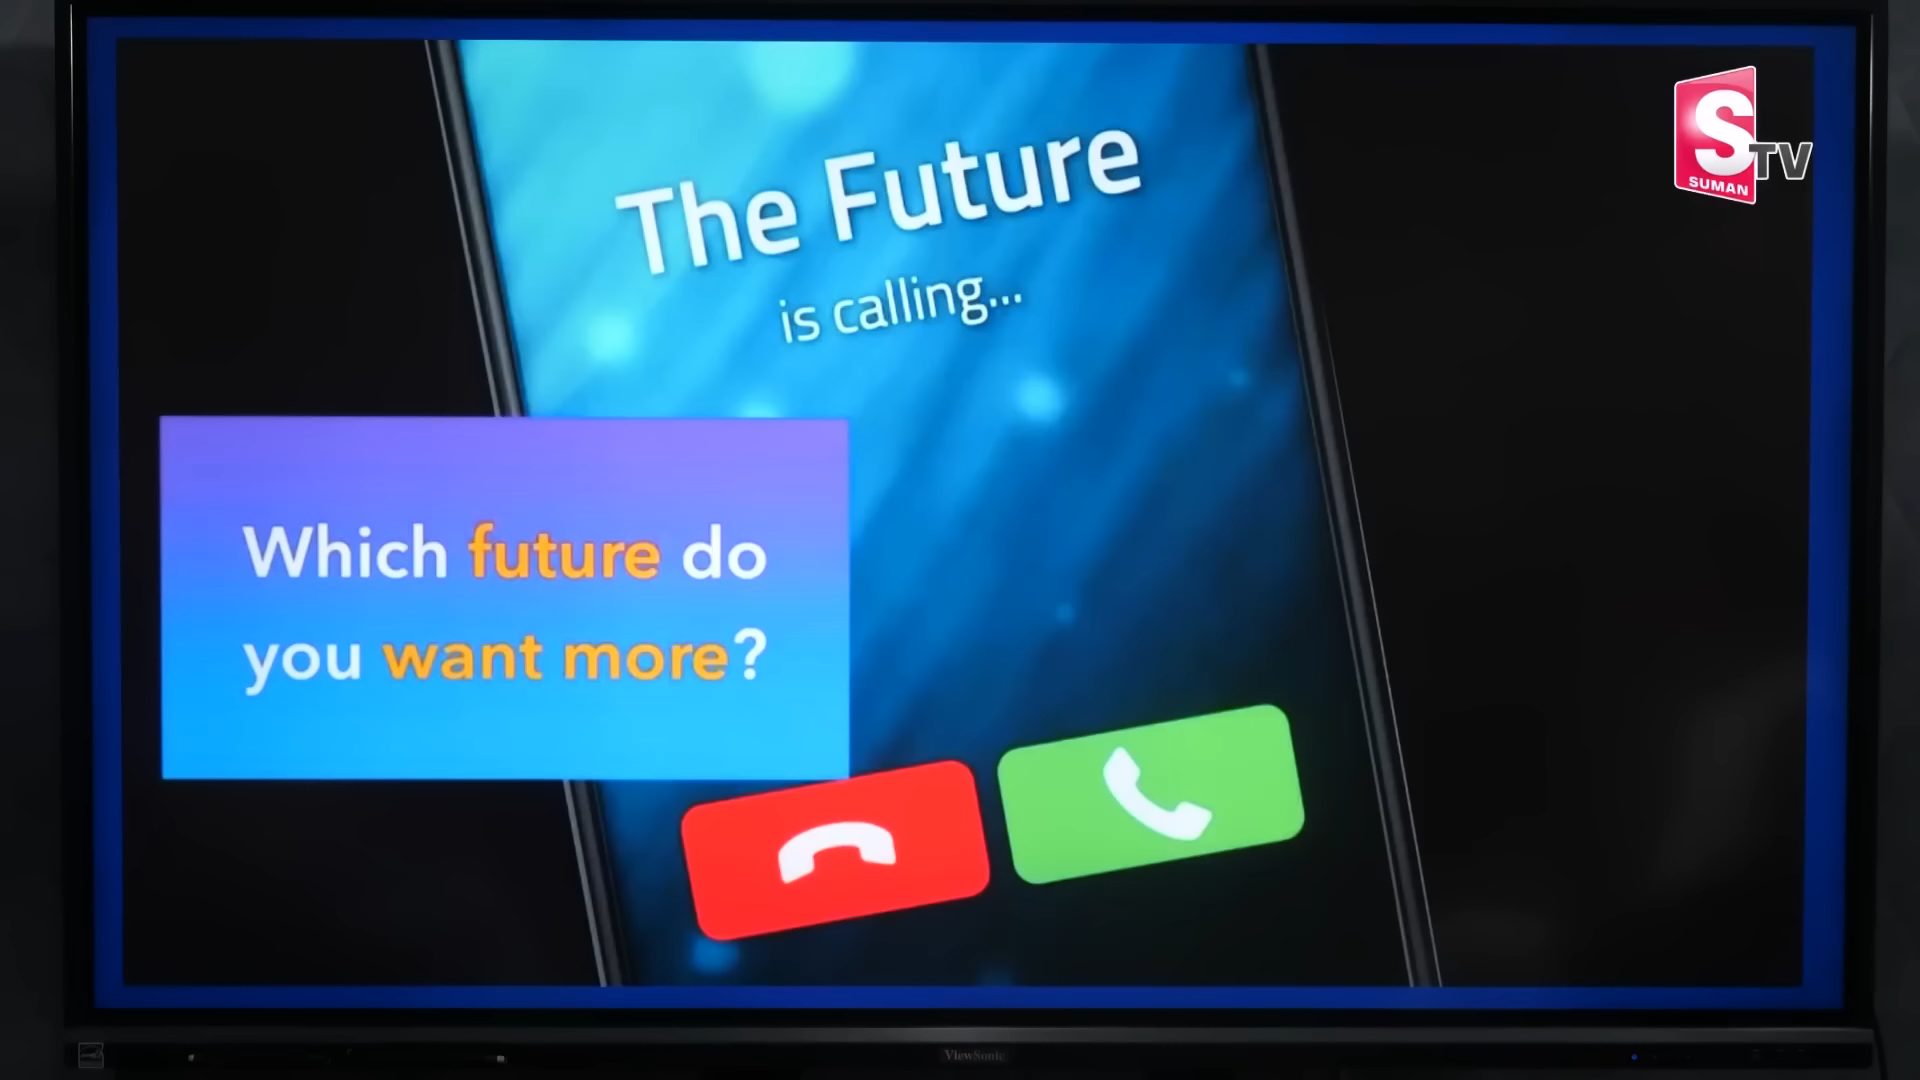 The Future
is calling...
S
SUMAN
TV
Which future do
you want more?
ViewSonic